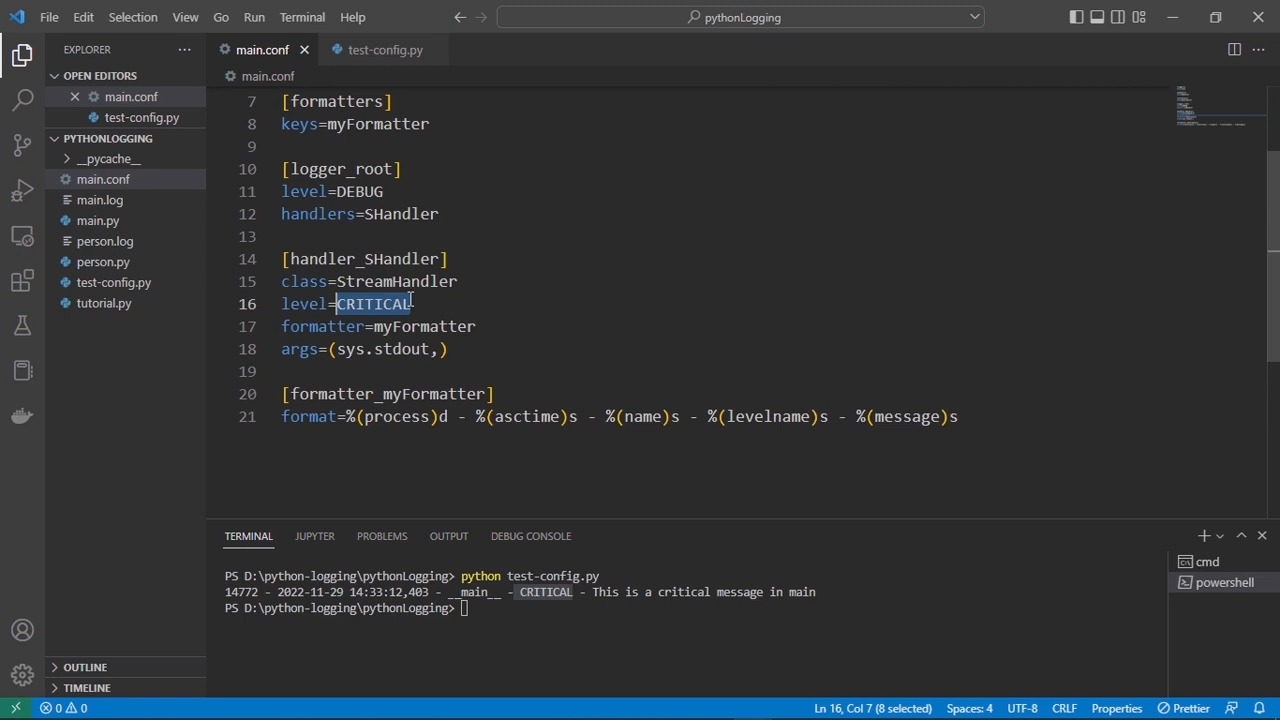 File Edit Selection View Go Run Terminal Help
pythonLogging
EXPLORER
OPEN EDITORS
main.conf
test-config.py
PYTHONLOGGING
__pycache__
main.conf
main.log
main.py
person.log
person.py
test-config.py
tutorial.py
OUTLINE
TIMELINE
main.conf test-config.py
main.conf
7 [formatters]
8 keys=myFormatter
9
10 [logger_root]
11 level=DEBUG
12 handlers=SHandler
13
14 [handler_SHandler]
15 class=StreamHandler
16 level=CRITICAL
17 formatter=myFormatter
18 args=(sys.stdout,)
19
20 [formatter_myFormatter]
21 format=%(process)d - %(asctime)s - %(name)s - %(levelname)s - %(message)s
TERMINAL JUPYTER PROBLEMS OUTPUT DEBUG CONSOLE
PS D:\python-logging\pythonLogging> python test-config.py
14772 - 2022-11-29 14:33:12,403 - __main__ - CRITICAL - This is a critical message in main
PS D:\python-logging\pythonLogging>
cmd
powershell
0 0 Ln 16, Col 7 (8 selected) Spaces: 4 UTF-8 CRLF Properties Prettier